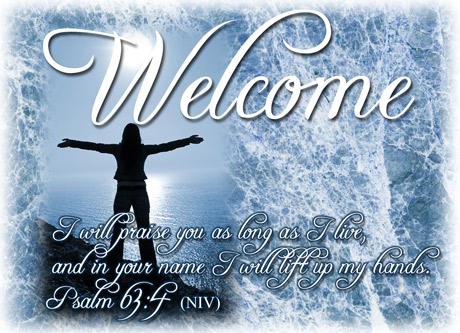 Welcome
I will praise you as long as I live,
and in your name I will lift up my hands.
Psalm 63:4 (NIV)